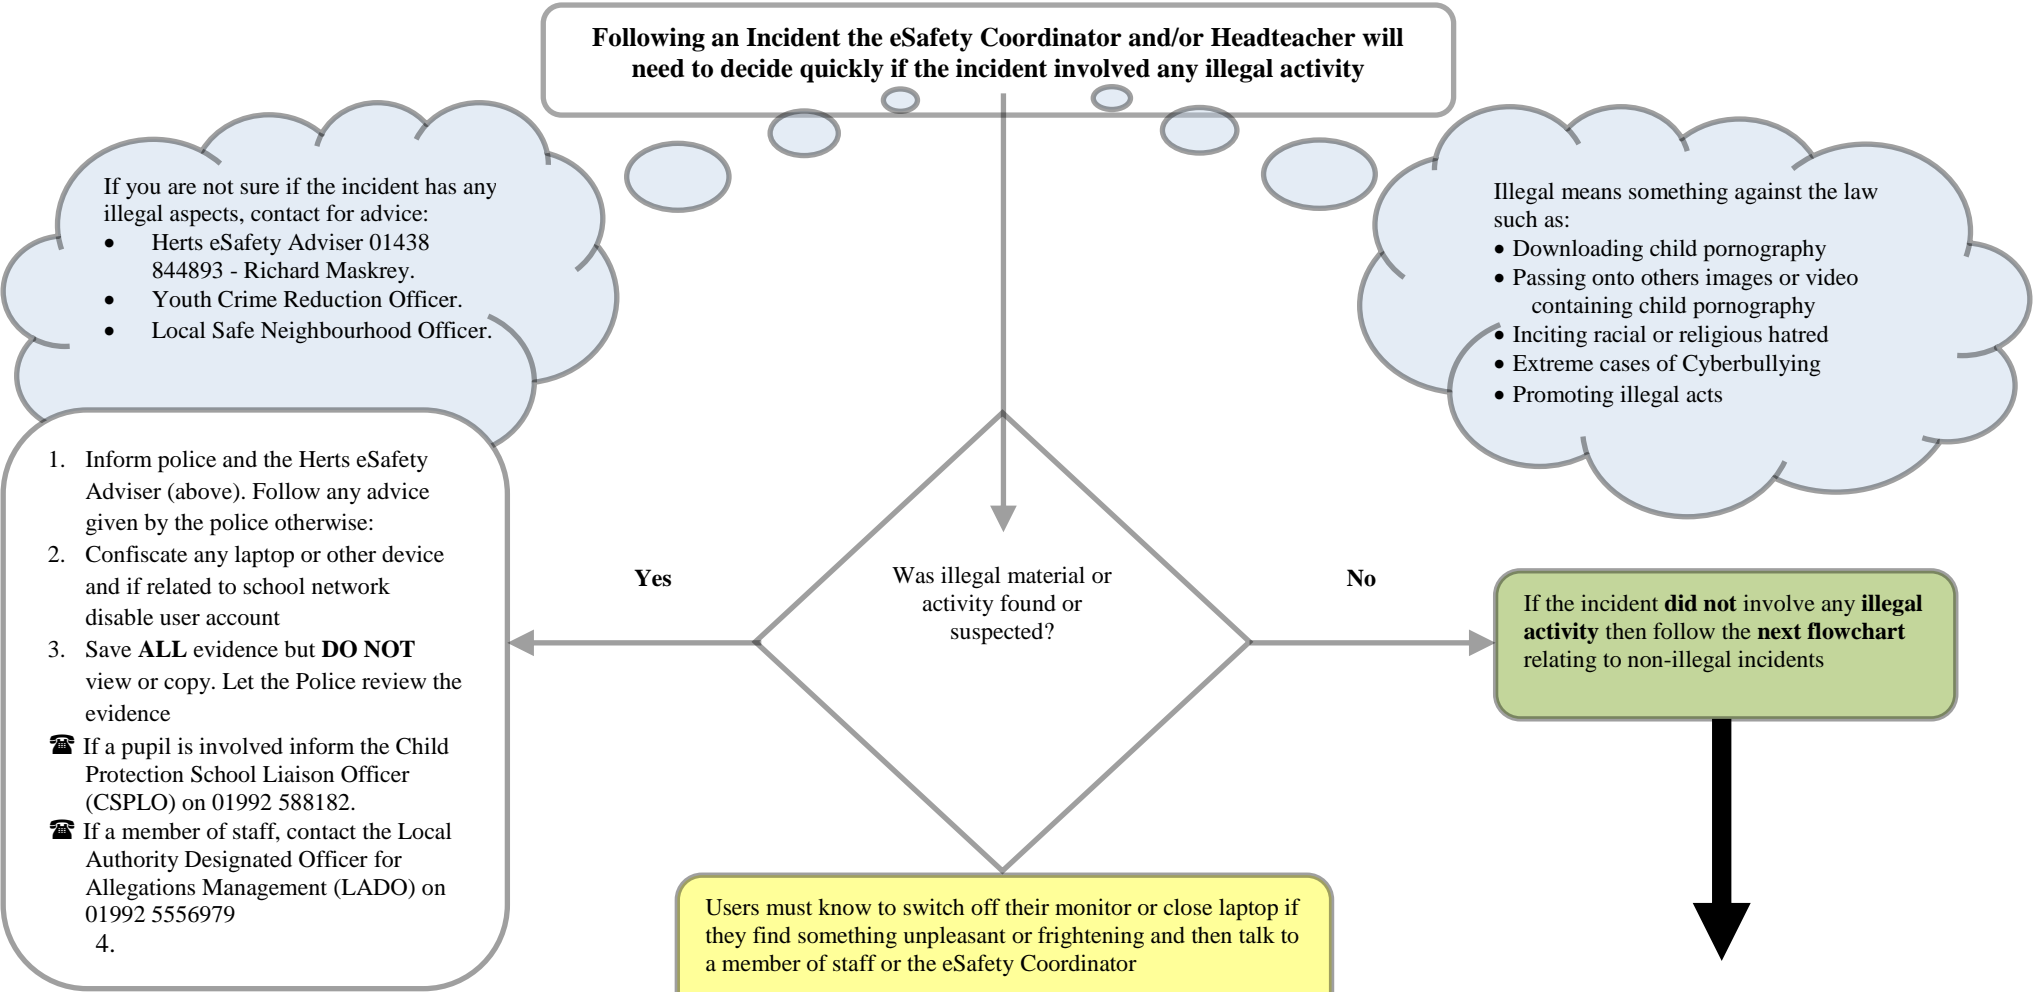 Following an Incident the eSafety Coordinator and/or Headteacher will
need to decide quickly if the incident involved any illegal activity
If you are not sure if the incident has any
illegal aspects, contact for advice:
• Herts eSafety Adviser 01438
844893 - Richard Maskrey.
• Youth Crime Reduction Officer.
• Local Safe Neighbourhood Officer.
Illegal means something against the law
such as:
• Downloading child pornography
• Passing onto others images or video
containing child pornography
• Inciting racial or religious hatred
• Extreme cases of Cyberbullying
• Promoting illegal acts
1. Inform police and the Herts eSafety
Adviser (above). Follow any advice
given by the police otherwise:
2. Confiscate any laptop or other device
and if related to school network
disable user account
3. Save ALL evidence but DO NOT
view or copy. Let the Police review the
evidence
☎ If a pupil is involved inform the Child
Protection School Liaison Officer
(CSPLO) on 01992 588182.
☎ If a member of staff, contact the Local
Authority Designated Officer for
Allegations Management (LADO) on
01992 5556979
4.
Yes
Was illegal material or
activity found or
suspected?
No
If the incident did not involve any illegal
activity then follow the next flowchart
relating to non-illegal incidents
Users must know to switch off their monitor or close laptop if
they find something unpleasant or frightening and then talk to
a member of staff or the eSafety Coordinator